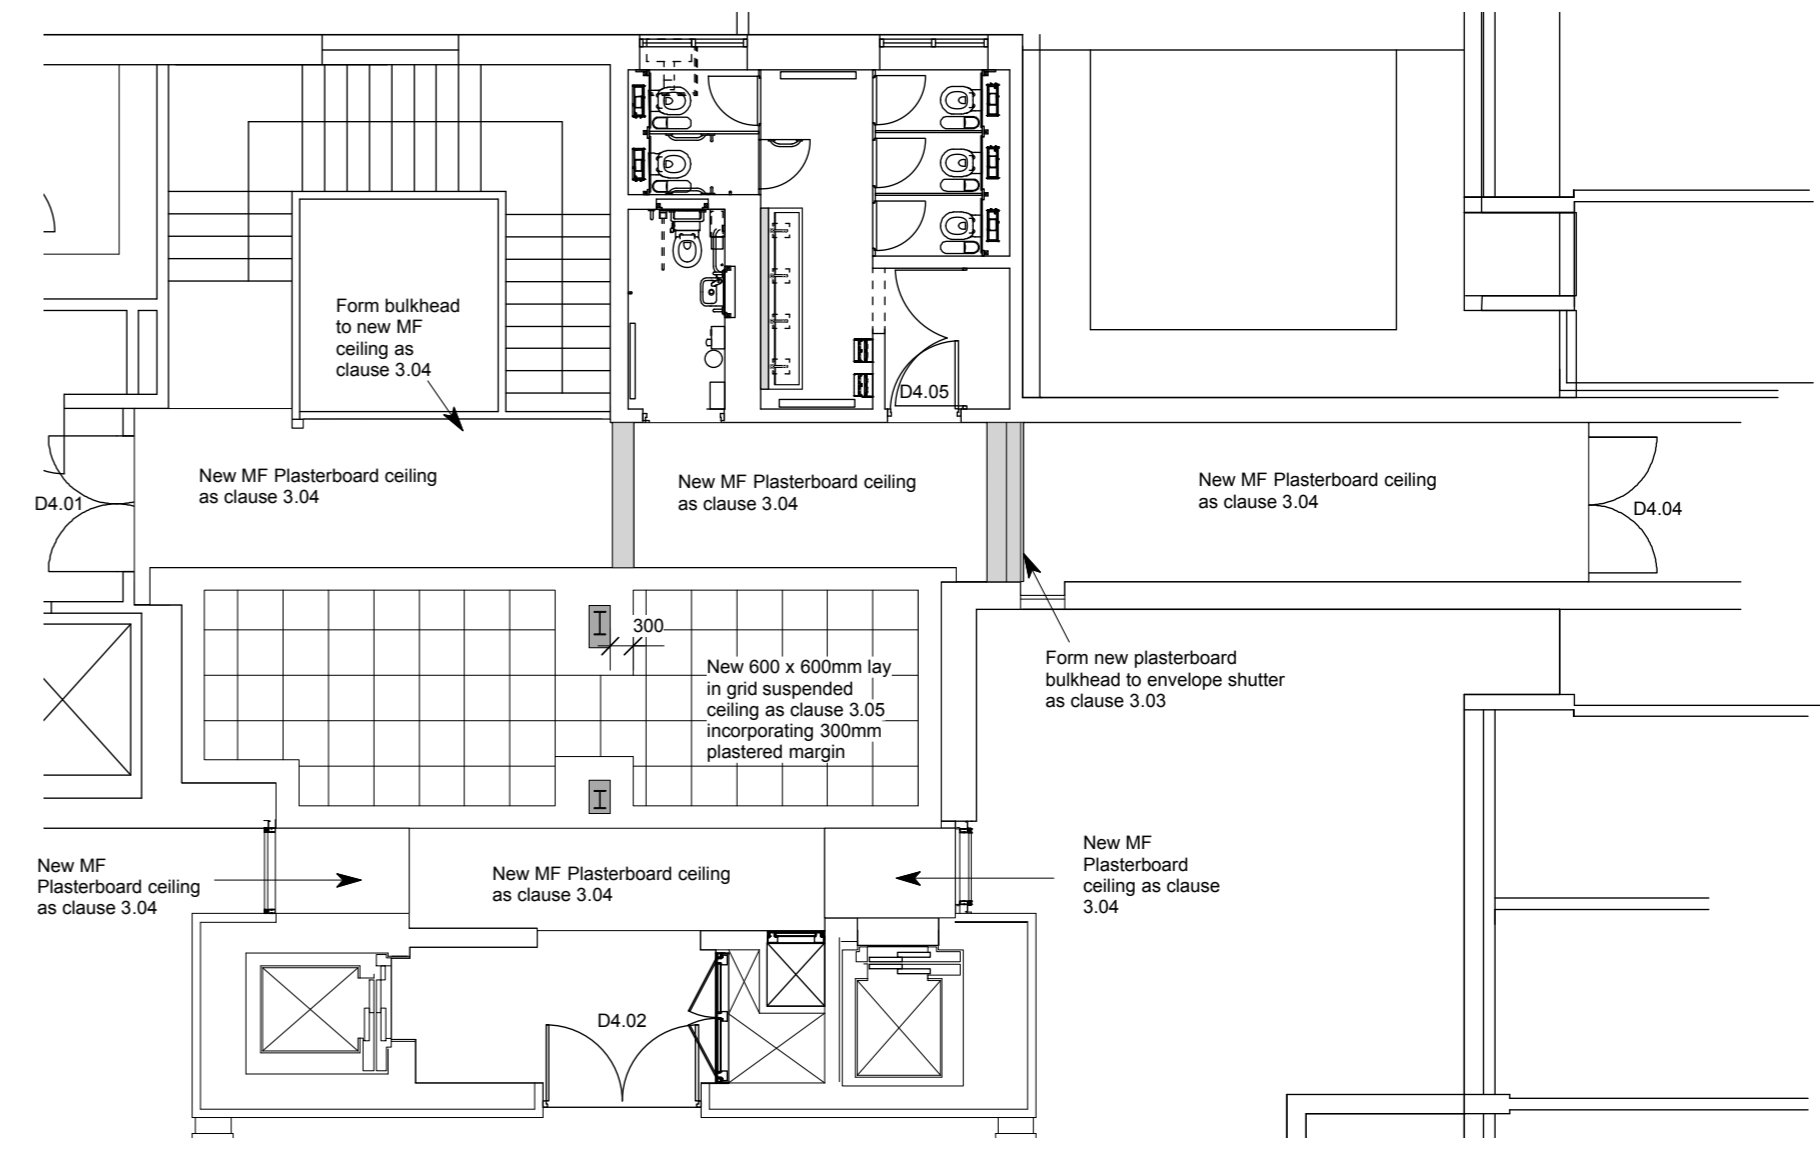 Form bulkhead
to new MF
ceiling as
clause 3.04
D4.05
New MF Plasterboard ceiling
as clause 3.04
New MF Plasterboard ceiling
as clause 3.04
New MF Plasterboard ceiling
as clause 3.04
D4.01
D4.04
300
New 600 x 600mm lay
in grid suspended
ceiling as clause 3.05
incorporating 300mm
plastered margin
Form new plasterboard
bulkhead to envelope shutter
as clause 3.03
New MF
Plasterboard ceiling
as clause 3.04
New MF Plasterboard ceiling
as clause 3.04
New MF
Plasterboard
ceiling as clause
3.04
D4.02